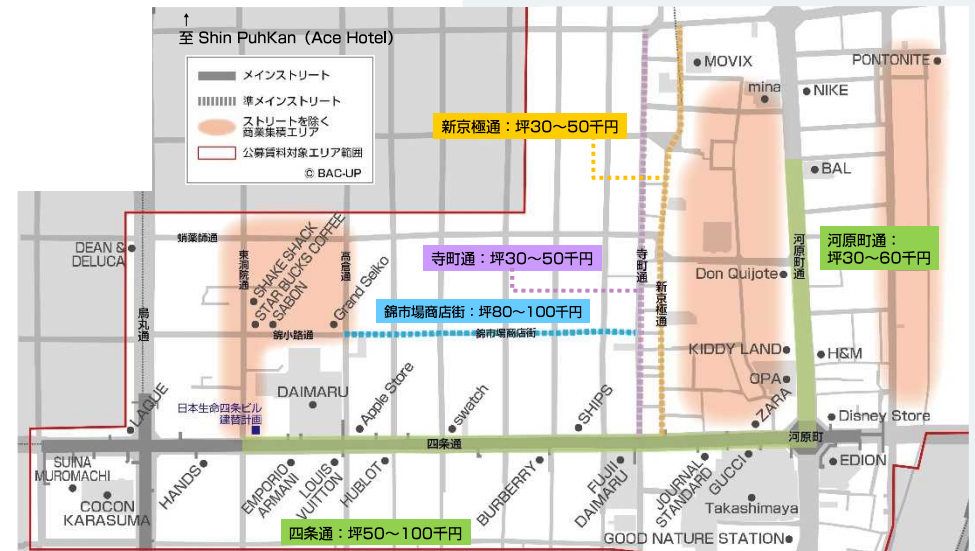 ↑
至 Shin PuhKan（Ace Hotel）
メインストリート
準メインストリート
ストリートを除く
商業集積エリア
公募賃料対象エリア範囲
© BAC-UP
MOVIX
mina
NIKE
PONTONITE
新京極通：坪30～50千円
BAL
DEAN &
DELUCA
蛸薬師通
東洞院通
SHAKE SHACK
STAR BUCKS COFFEE
SABON
高倉通
Grand Seiko
寺町通：坪30～50千円
寺町通
新京極通
河原町通
河原町通：
坪30～60千円
Don Quijote
烏丸通
錦市場商店街：坪80～100千円
錦小路通
錦市場商店街
KIDDY LAND
H&M
OPA
ZARA
DAIMARU
日本生命四条ビル
建替計画
LAQUE
Apple Store
swatch
SHIPS
Disney Store
四条通
河原町
SUINA
MUROMACHI
COCON
KARASUMA
HANDS
EMPORIO
ARMANI
LOUIS
VUITTON
HUBLOT
BURBERRY
FUJII
DAIMARU
JOURNAL
STANDARD
GUCCI
EDION
Takashimaya
四条通：坪50～100千円
GOOD NATURE STATION